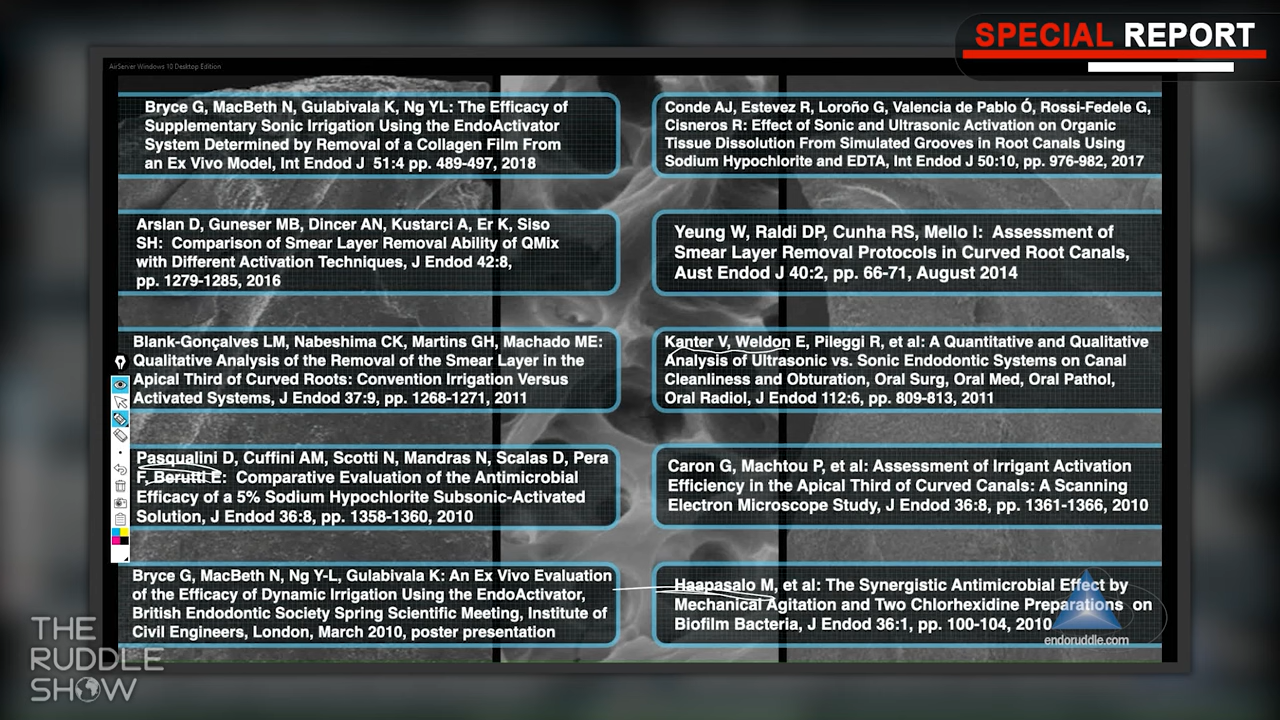 SPECIAL REPORT
AirServer Windows 10 Desktop Edition
Bryce G, MacBeth N, Gulabivala K, Ng YL: The Efficacy of
Supplementary Sonic Irrigation Using the EndoActivator
System Determined by Removal of a Collagen Film From
an Ex Vivo Model, Int Endod J 51:4 pp. 489-497, 2018
Conde AJ, Estevez R, Loroño G, Valencia de Pablo Ó, Rossi-Fedele G,
Cisneros R: Effect of Sonic and Ultrasonic Activation on Organic
Tissue Dissolution From Simulated Grooves in Root Canals Using
Sodium Hypochlorite and EDTA, Int Endod J 50:10, pp. 976-982, 2017
Arslan D, Guneser MB, Dincer AN, Kustarci A, Er K, Siso
SH: Comparison of Smear Layer Removal Ability of QMix
with Different Activation Techniques, J Endod 42:8,
pp. 1279-1285, 2016
Yeung W, Raldi DP, Cunha RS, Mello I: Assessment of
Smear Layer Removal Protocols in Curved Root Canals,
Aust Endod J 40:2, pp. 66-71, August 2014
Blank-Gonçalves LM, Nabeshima CK, Martins GH, Machado ME:
Qualitative Analysis of the Removal of the Smear Layer in the
Apical Third of Curved Roots: Convention Irrigation Versus
Activated Systems, J Endod 37:9, pp. 1268-1271, 2011
Kanter V, Weldon E, Pileggi R, et al: A Quantitative and Qualitative
Analysis of Ultrasonic vs. Sonic Endodontic Systems on Canal
Cleanliness and Obturation, Oral Surg, Oral Med, Oral Pathol,
Oral Radiol, J Endod 112:6, pp. 809-813, 2011
Pasqualini D, Cuffini AM, Scotti N, Mandras N, Scalas D, Pera
F, Berutti E: Comparative Evaluation of the Antimicrobial
Efficacy of a 5% Sodium Hypochlorite Subsonic-Activated
Solution, J Endod 36:8, pp. 1358-1360, 2010
Caron G, Machtou P, et al: Assessment of Irrigant Activation
Efficiency in the Apical Third of Curved Canals: A Scanning
Electron Microscope Study, J Endod 36:8, pp. 1361-1366, 2010
Bryce G, MacBeth N, Ng Y-L, Gulabivala K: An Ex Vivo Evaluation
of the Efficacy of Dynamic Irrigation Using the EndoActivator,
British Endodontic Society Spring Scientific Meeting, Institute of
Civil Engineers, London, March 2010, poster presentation
Haapasalo M, et al: The Synergistic Antimicrobial Effect by
Mechanical Agitation and Two Chlorhexidine Preparations on
Biofilm Bacteria, J Endod 36:1, pp. 100-104, 2010
endoruddle.com
THE
RUDDLE
SHOW